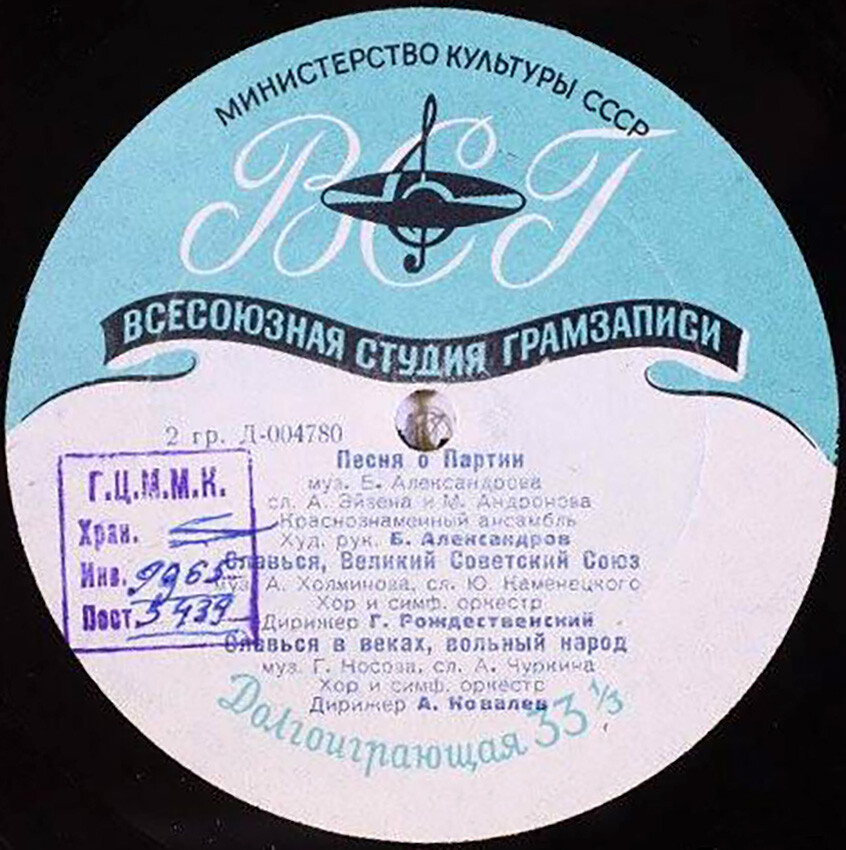 МИНИСТЕРСТВО КУЛЬТУРЫ СССР
ВСГ
ВСЕСОЮЗНАЯ СТУДИЯ ГРАМЗАПИСИ
2 гр. Д-004780
Песня о Партии
муз. Б. Александрова
сл. А. Эйзена и М. Андронова
Краснознаменный ансамбль
Худ. рук. Б. Александров
Славься, Великий Советский Союз
муз. А. Холминова, сл. Ю. Каменецкого
Хор и симф. оркестр
Дирижер Г. Рождественский
Славься в веках, вольный народ
муз. Г. Носова, сл. А. Чуркина
Хор и симф. оркестр
Дирижер А. Ковалев
Долгоиграющая 33 1/3
Г.Ц.М.М.К.
Хран.
Инв. 9965
Пост. 5439